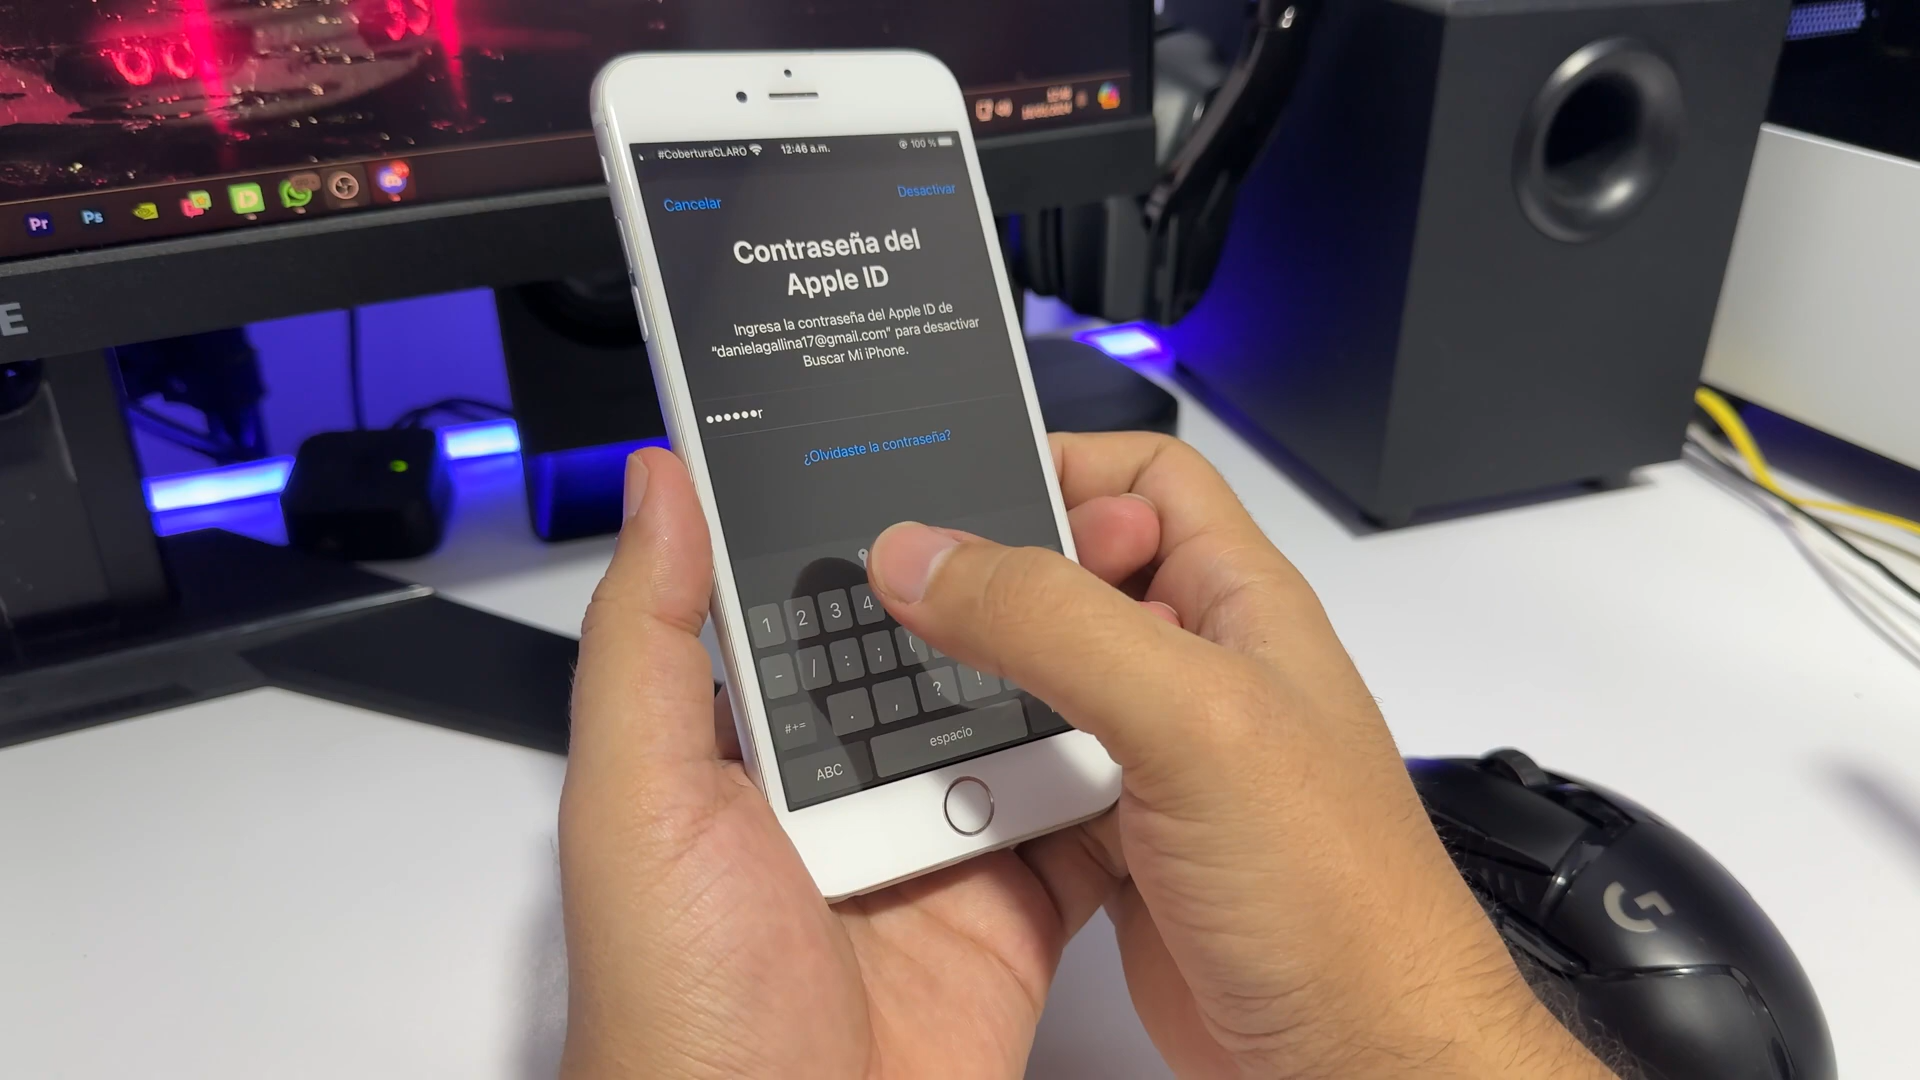 #CoberturaCLARO 12:46 a.m. 100 %
Cancelar Desactivar
Contraseña del
Apple ID
Ingresa la contraseña del Apple ID de
“danielagallina17@gmail.com” para desactivar
Buscar Mi iPhone.
••••••r
¿Olvidaste la contraseña?
1 2 3 4
- / : ; (
#+= . , ? !
ABC espacio
Pr Ps
E
G